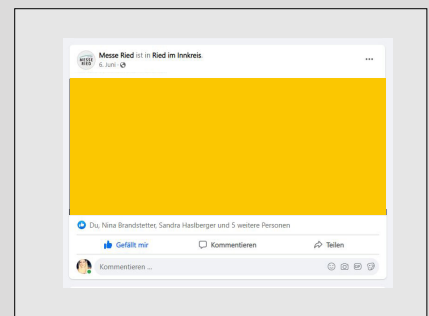 MESSE
RIED
Messe Ried ist in Ried im Innkreis.
6. Juni ·
Du, Nina Brandstetter, Sandra Haslberger und 5 weitere Personen
Gefällt mir Kommentieren Teilen
Kommentieren ...
GIF